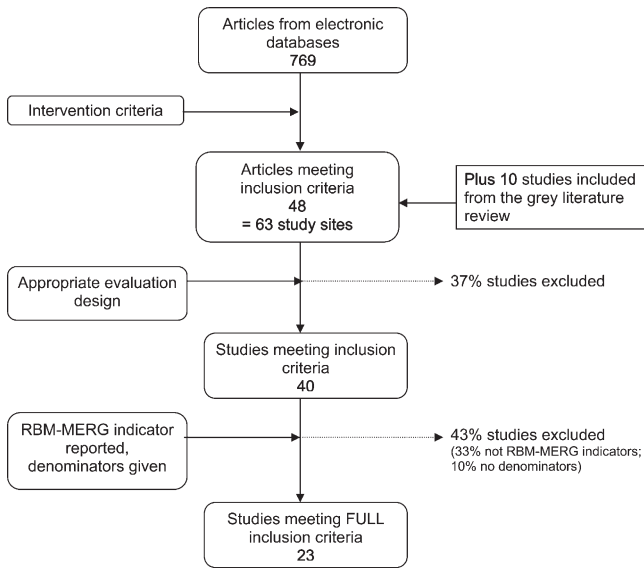 Articles from electronic
databases
769
Intervention criteria
Articles meeting
inclusion criteria
48
= 63 study sites
Plus 10 studies included
from the grey literature
review
Appropriate evaluation
design
37% studies excluded
Studies meeting inclusion
criteria
40
RBM-MERG indicator
reported,
denominators given
43% studies excluded
(33% not RBM-MERG indicators;
10% no denominators)
Studies meeting FULL
inclusion criteria
23